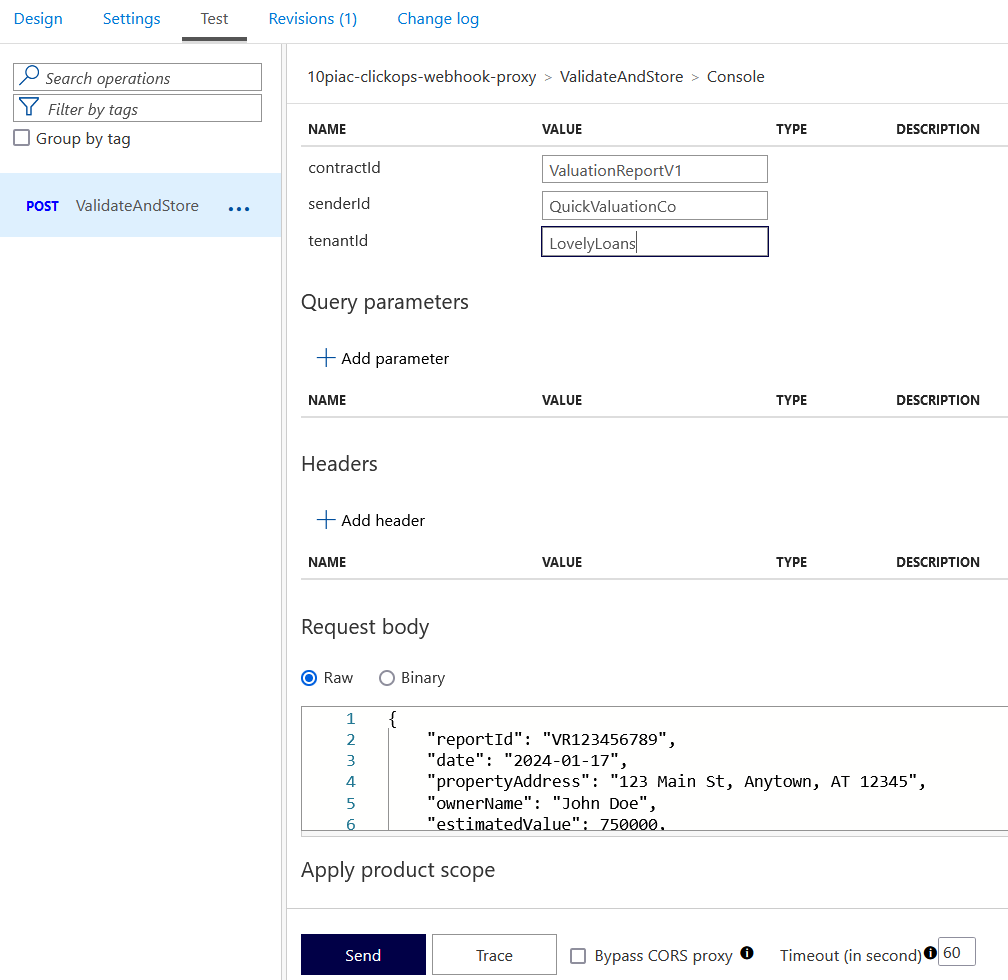 Design Settings Test Revisions (1) Change log
Search operations
Filter by tags
Group by tag
POST ValidateAndStore ...
10piac-clickops-webhook-proxy > ValidateAndStore > Console
NAME VALUE TYPE DESCRIPTION
contractId ValuationReportV1
senderId QuickValuationCo
tenantId LovelyLoans
Query parameters
Add parameter
NAME VALUE TYPE DESCRIPTION
Headers
Add header
NAME VALUE TYPE DESCRIPTION
Request body
Raw Binary
1 {
2 "reportId": "VR123456789",
3 "date": "2024-01-17",
4 "propertyAddress": "123 Main St, Anytown, AT 12345",
5 "ownerName": "John Doe",
6 "estimatedValue": 750000,
Apply product scope
Send Trace Bypass CORS proxy i Timeout (in second) i 60